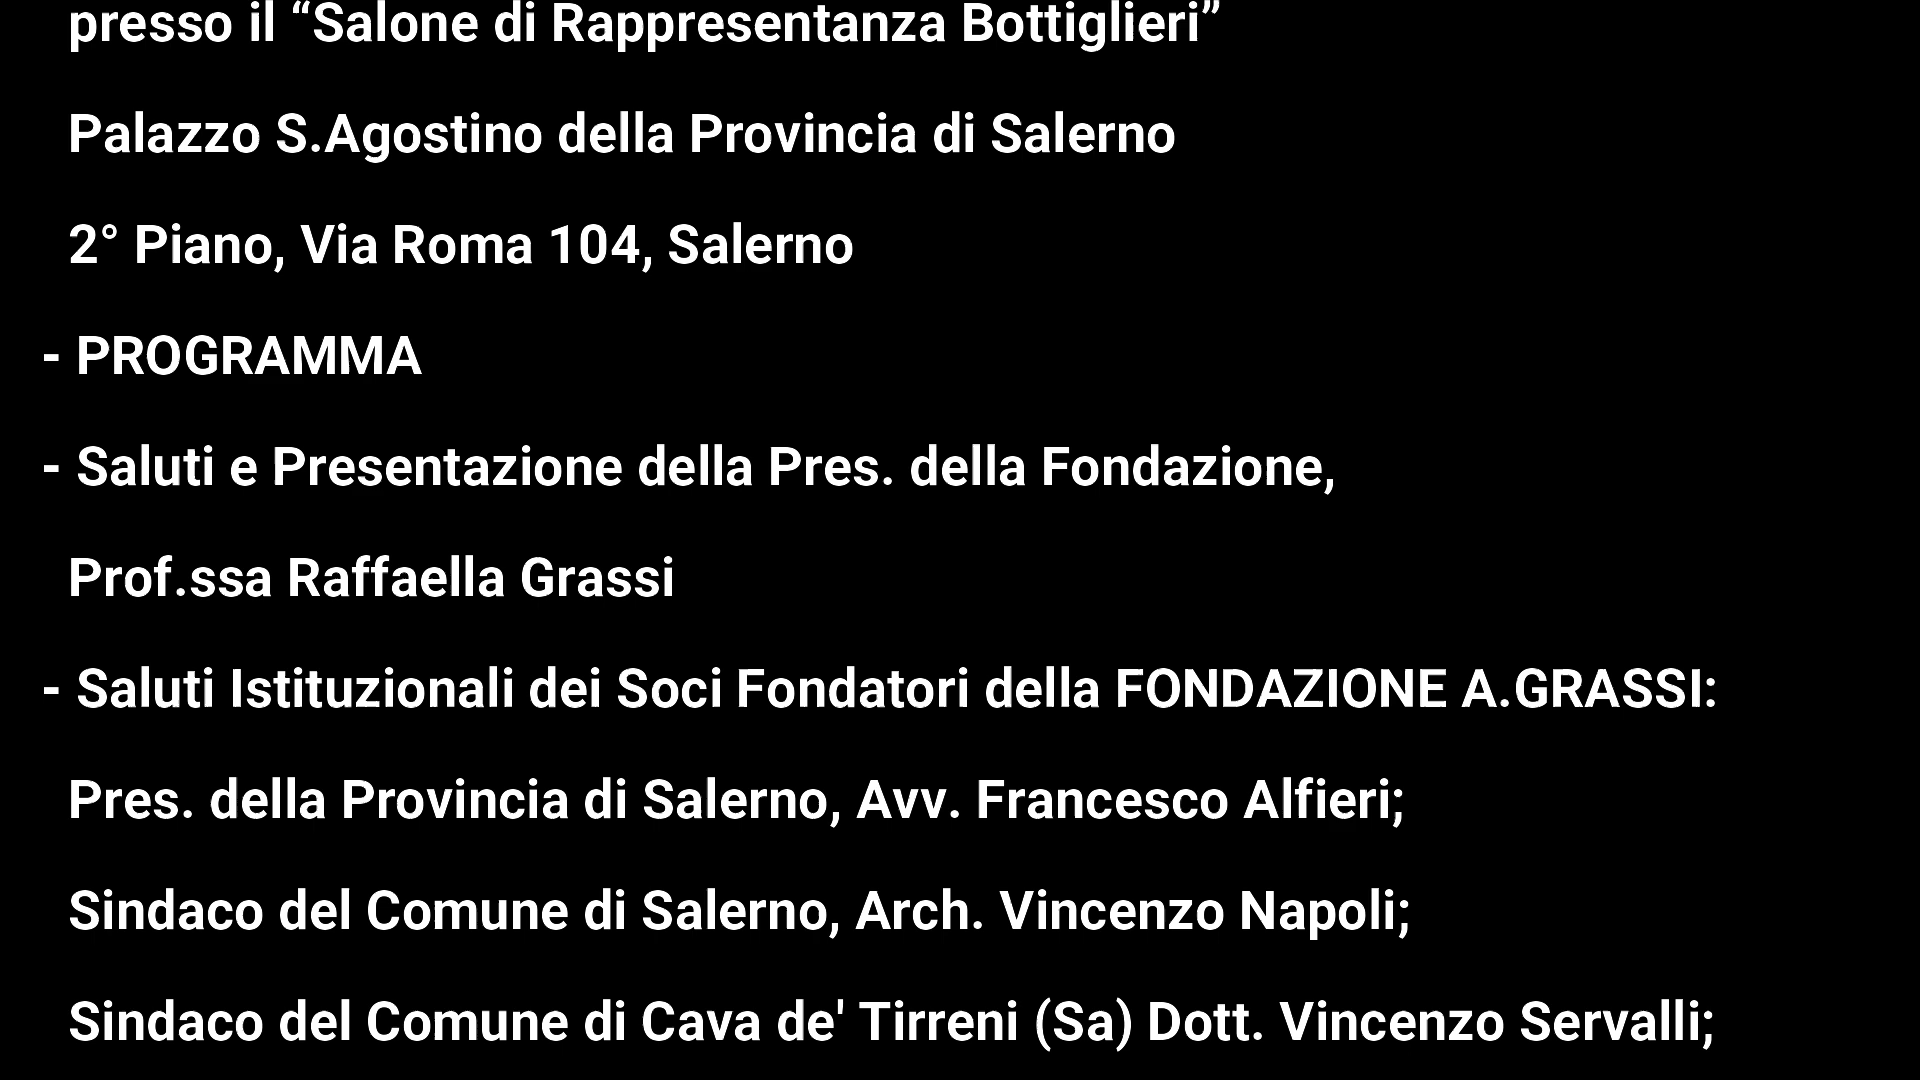 presso il “Salone di Rappresentanza Bottiglieri”
Palazzo S.Agostino della Provincia di Salerno
2° Piano, Via Roma 104, Salerno
- PROGRAMMA
- Saluti e Presentazione della Pres. della Fondazione,
Prof.ssa Raffaella Grassi
- Saluti Istituzionali dei Soci Fondatori della FONDAZIONE A.GRASSI:
Pres. della Provincia di Salerno, Avv. Francesco Alfieri;
Sindaco del Comune di Salerno, Arch. Vincenzo Napoli;
Sindaco del Comune di Cava de' Tirreni (Sa) Dott. Vincenzo Servalli;